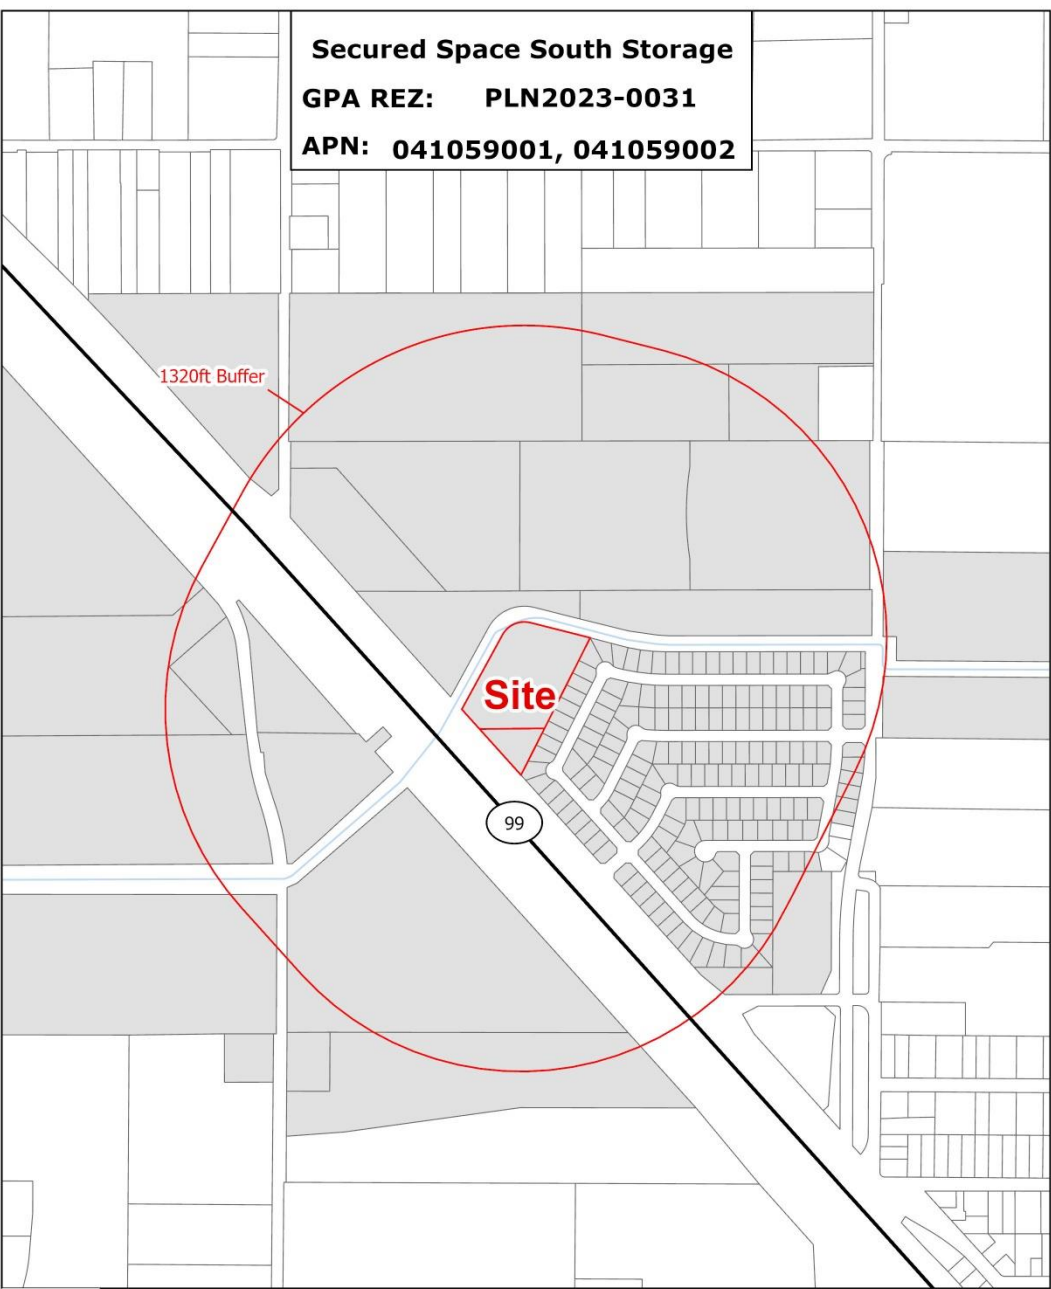 Secured Space South Storage
GPA REZ: PLN2023-0031
APN: 041059001, 041059002
1320ft Buffer
Site
99